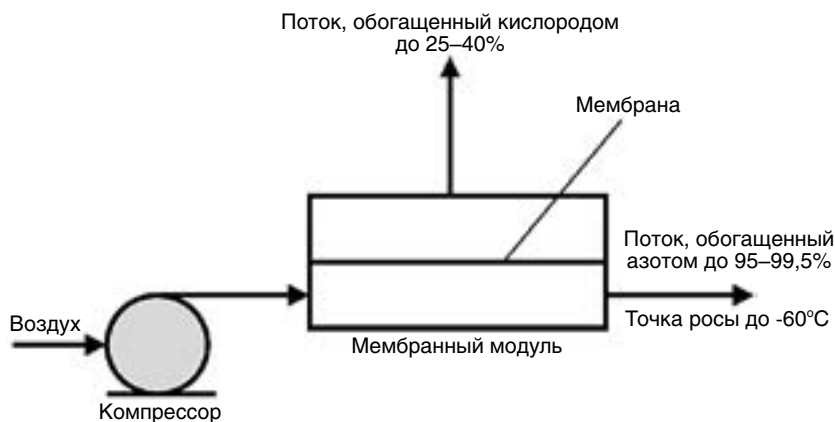 Поток, обогащенный кислородом
до 25–40%
Мембрана
Поток, обогащенный
азотом до 95–99,5%
Воздух
Точка росы до -60°С
Мембранный модуль
Компрессор